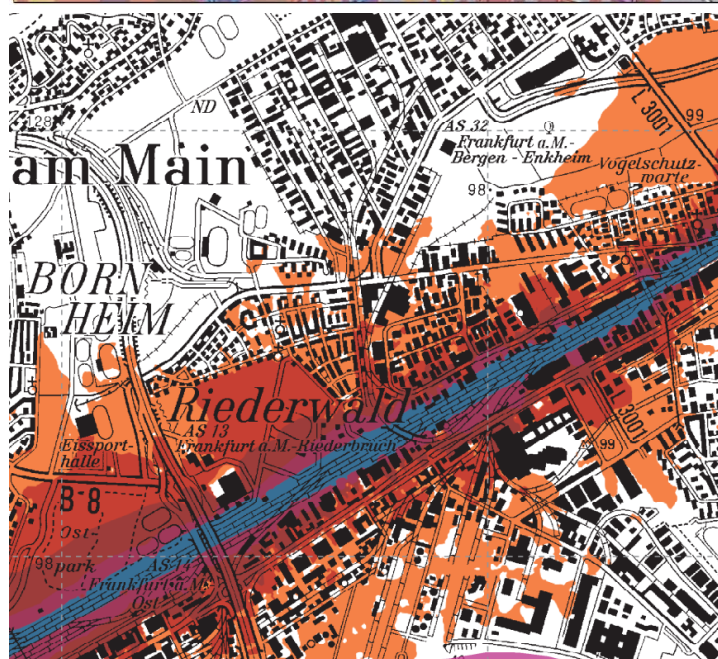 ND
128
AS 32
Frankfurt a.M.-
Bergen-Enkheim
L 3001
99
am Main
98
Vogelschutz-
warte
BORN
HEIM
Riederwald
AS 13
Frankfurt a.M.-Riederbruch
Eissport-
halle
3001
99
B 8
Ost-
park
98
AS 14
Frankfurt a.M.
Ost